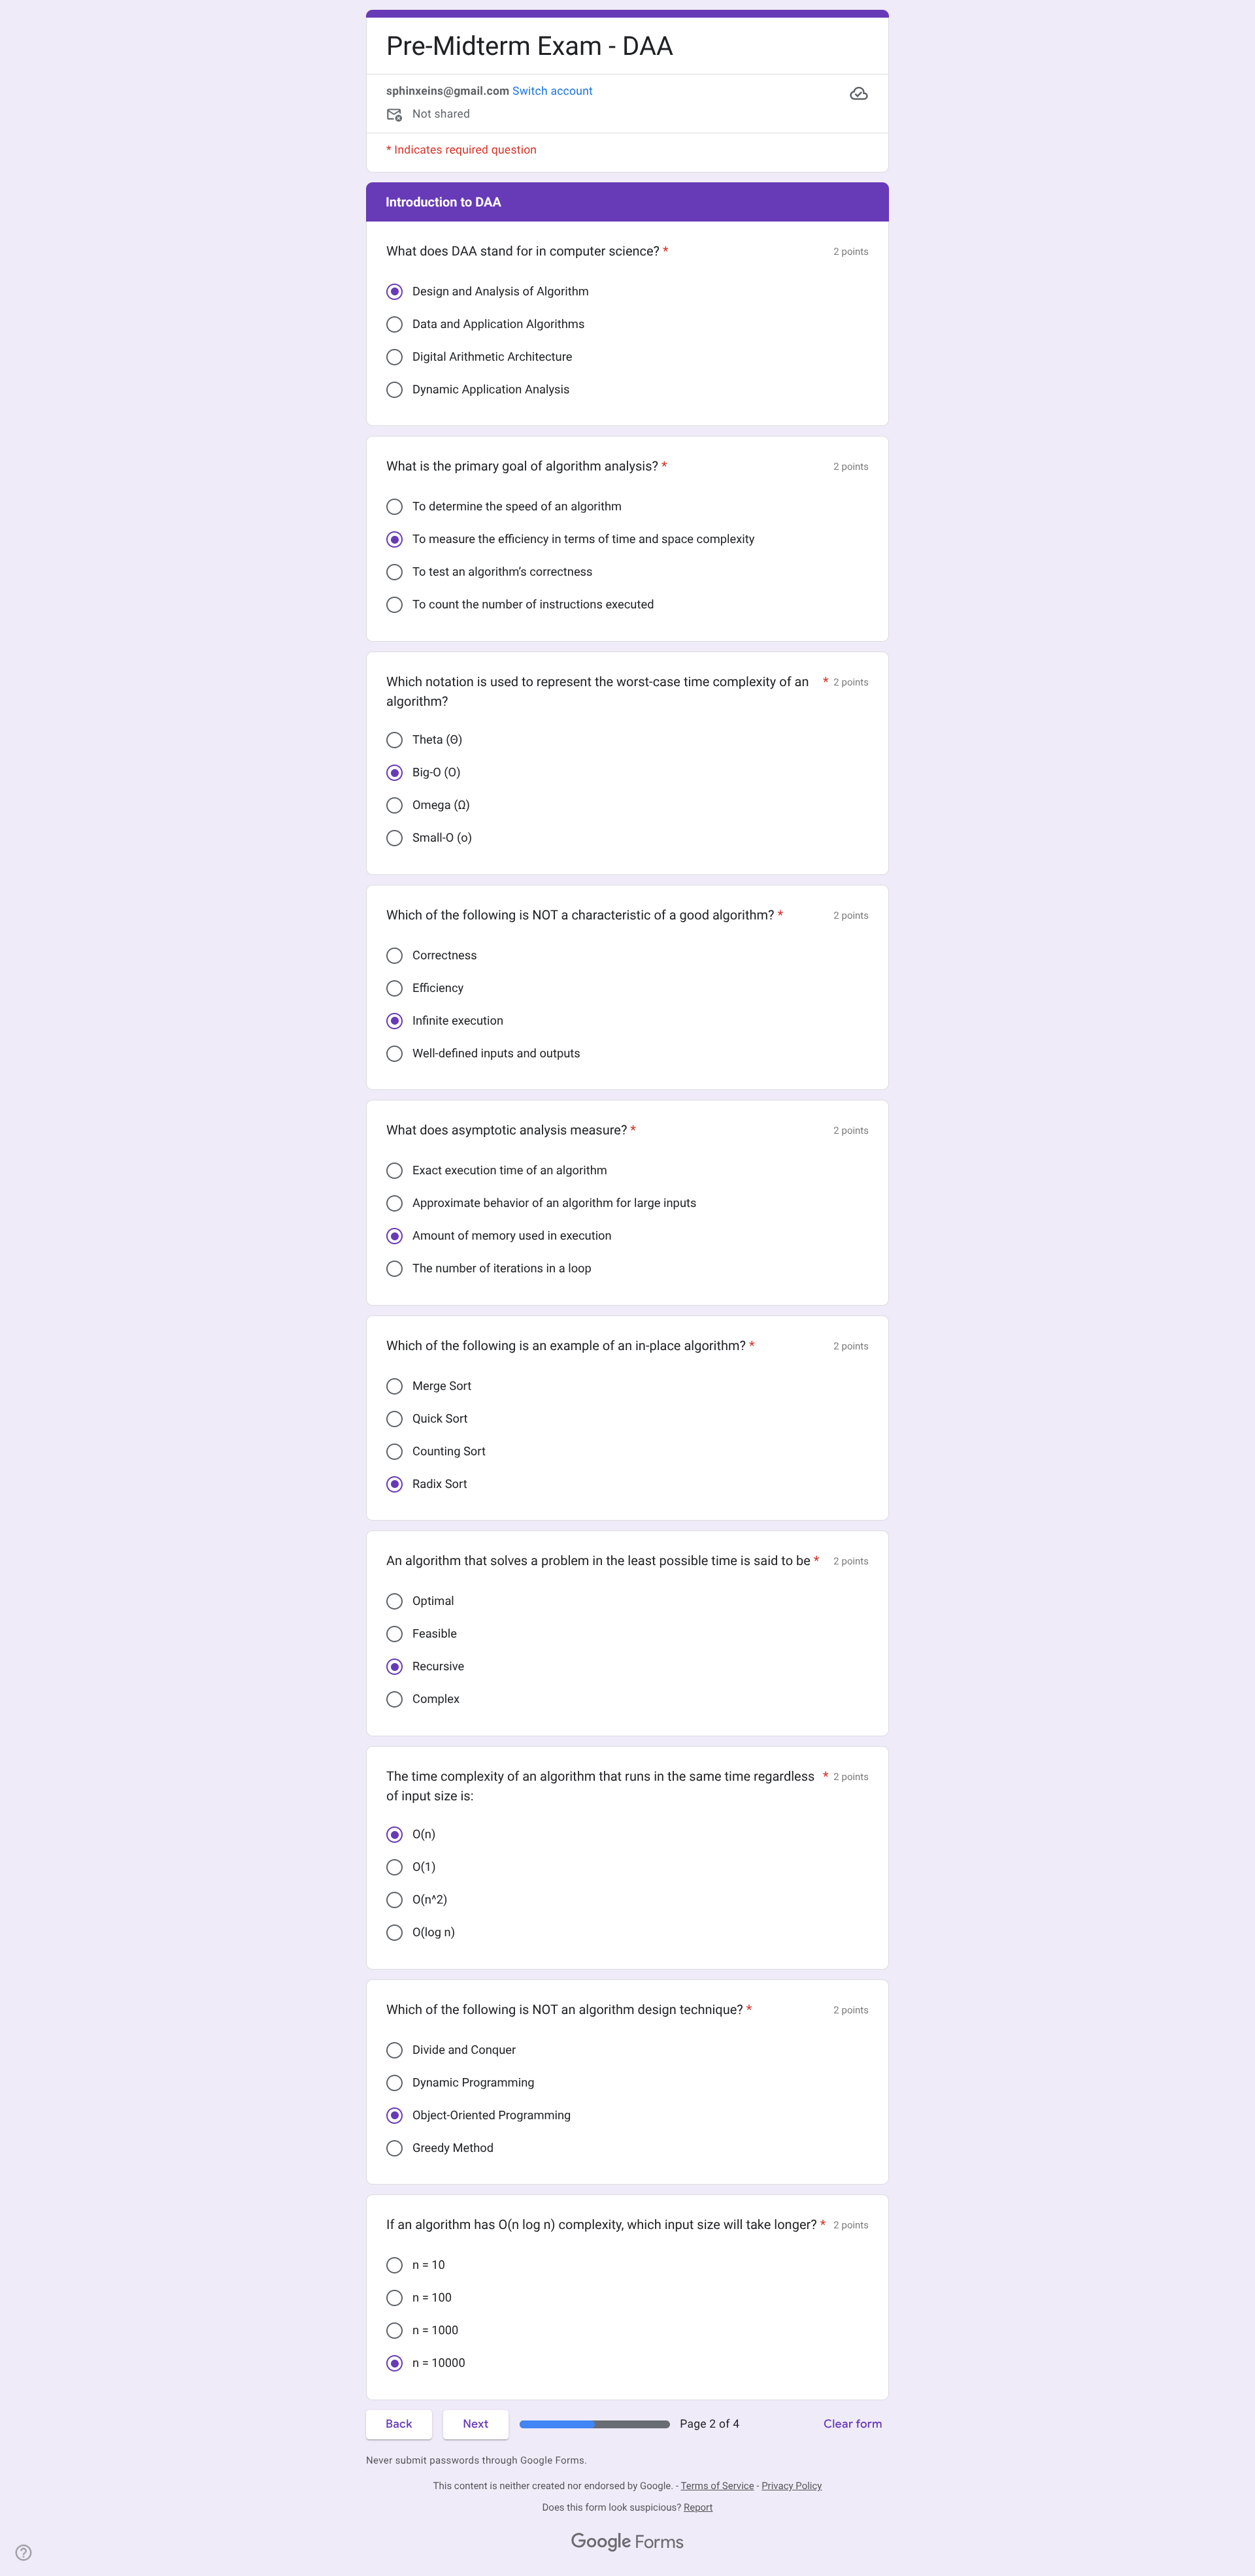 Pre-Midterm Exam - DAA
sphinxeins@gmail.com Switch account
Not shared
* Indicates required question
Introduction to DAA
What does DAA stand for in computer science? * 2 points
Design and Analysis of Algorithm
Data and Application Algorithms
Digital Arithmetic Architecture
Dynamic Application Analysis
What is the primary goal of algorithm analysis? * 2 points
To determine the speed of an algorithm
To measure the efficiency in terms of time and space complexity
To test an algorithm's correctness
To count the number of instructions executed
Which notation is used to represent the worst-case time complexity of an * 2 points
algorithm?
Theta (Θ)
Big-O (O)
Omega (Ω)
Small-O (o)
Which of the following is NOT a characteristic of a good algorithm? * 2 points
Correctness
Efficiency
Infinite execution
Well-defined inputs and outputs
What does asymptotic analysis measure? * 2 points
Exact execution time of an algorithm
Approximate behavior of an algorithm for large inputs
Amount of memory used in execution
The number of iterations in a loop
Which of the following is an example of an in-place algorithm? * 2 points
Merge Sort
Quick Sort
Counting Sort
Radix Sort
An algorithm that solves a problem in the least possible time is said to be * 2 points
Optimal
Feasible
Recursive
Complex
The time complexity of an algorithm that runs in the same time regardless * 2 points
of input size is:
O(n)
O(1)
O(n^2)
O(log n)
Which of the following is NOT an algorithm design technique? * 2 points
Divide and Conquer
Dynamic Programming
Object-Oriented Programming
Greedy Method
If an algorithm has O(n log n) complexity, which input size will take longer? * 2 points
n = 10
n = 100
n = 1000
n = 10000
Back Next Page 2 of 4 Clear form
Never submit passwords through Google Forms.
This content is neither created nor endorsed by Google. - Terms of Service - Privacy Policy
Does this form look suspicious? Report
Google Forms